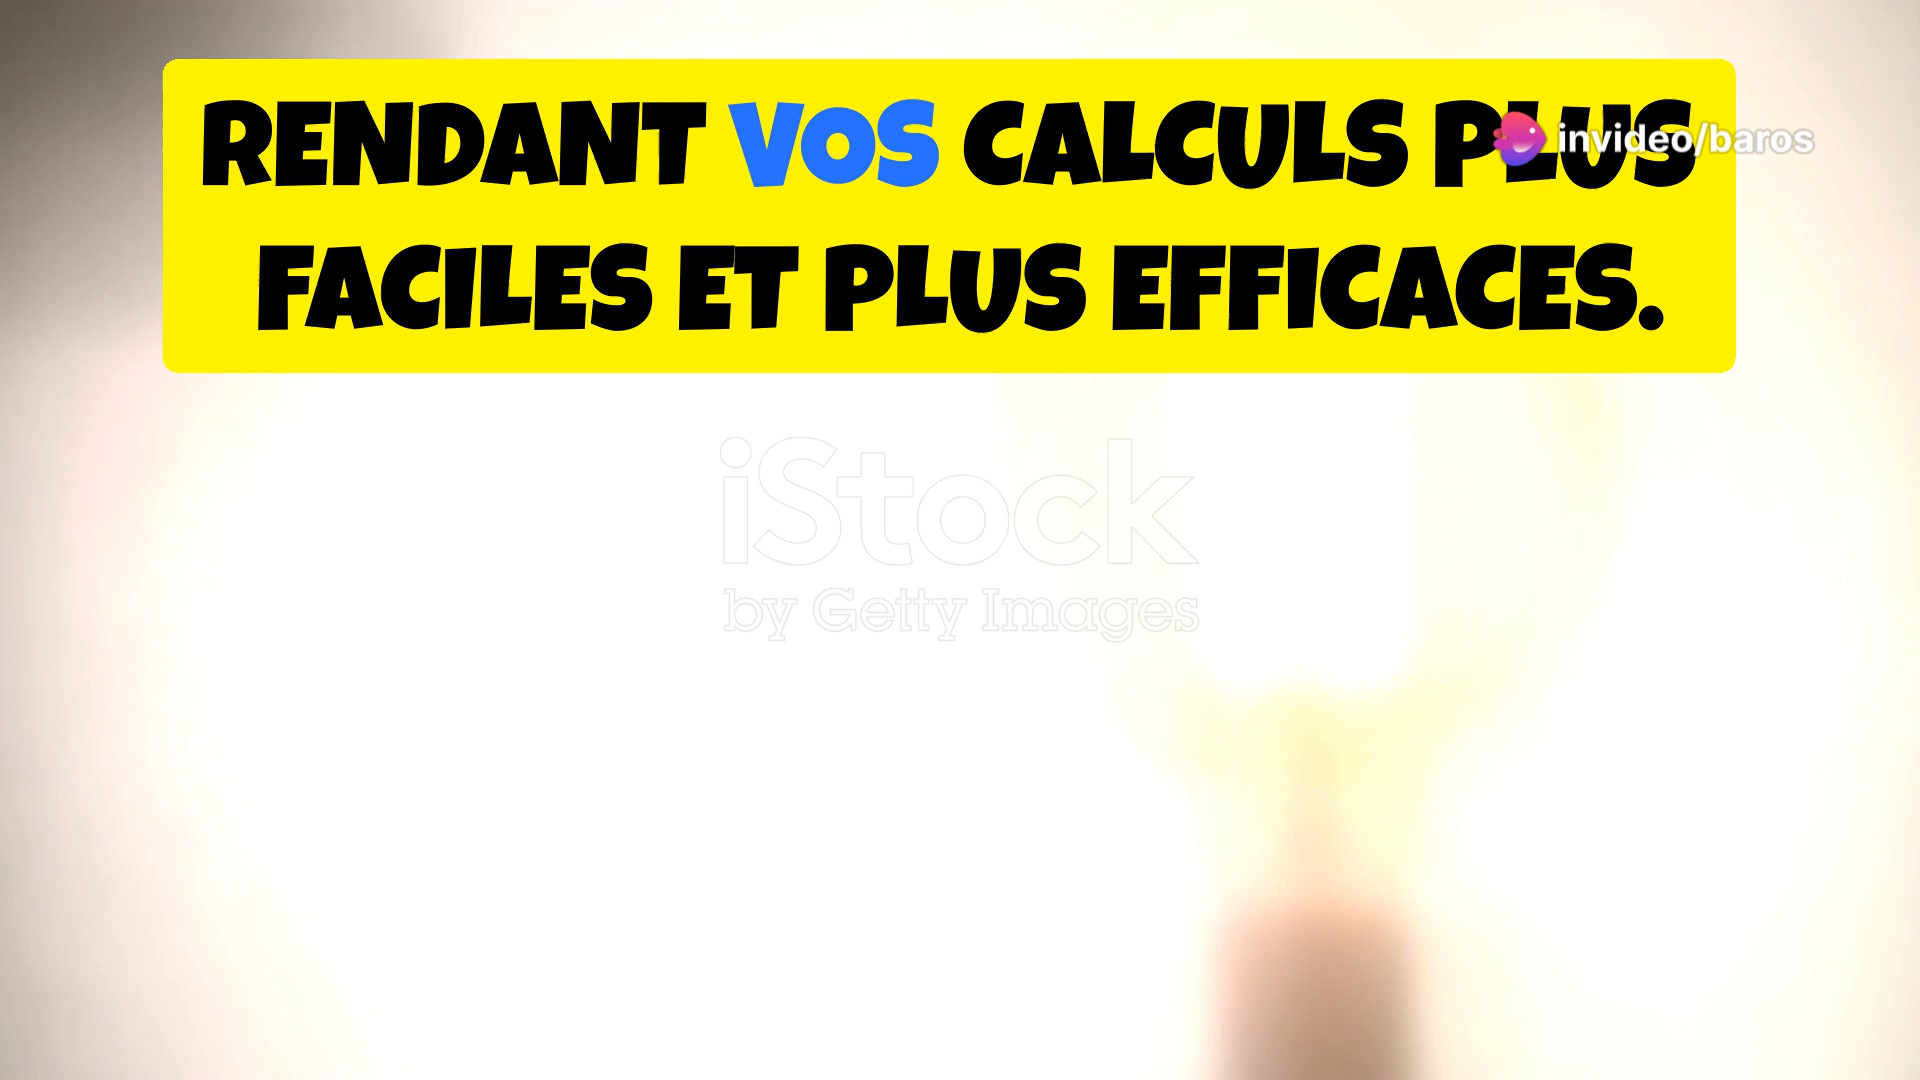 RENDANT VOS CALCULS PLUS
invideo/baros
FACILES ET PLUS EFFICACES.
iStock
by Getty Images